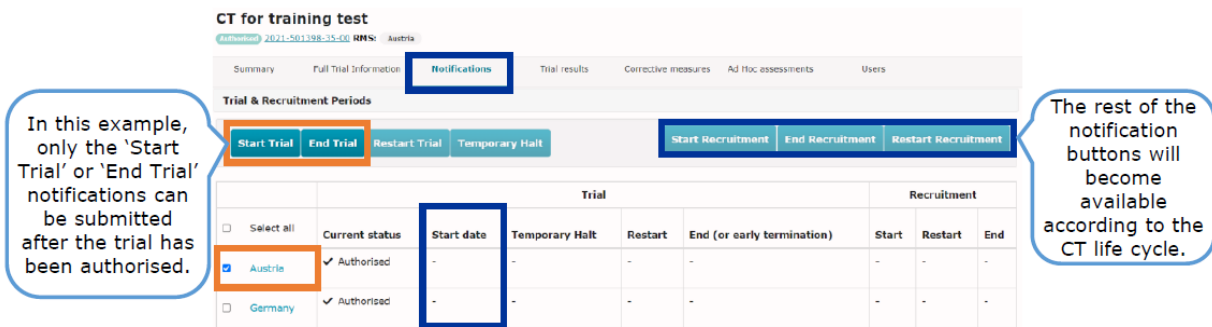 CT for training test
Authorised 2021-501398-35-00 RMS: Austria
Summary Full Trial Information Notifications Trial results Corrective measures Ad Hoc assessments Users
Trial & Recruitment Periods
In this example,
only the ‘Start
Trial’ or ‘End Trial’
notifications can
be submitted
after the trial has
been authorised.
Start Trial End Trial Restart Trial Temporary Halt Start Recruitment End Recruitment Restart Recruitment
The rest of the
notification
buttons will
become
available
according to the
CT life cycle.
Trial Recruitment
Select all Current status Start date Temporary Halt Restart End (or early termination) Start Restart End
Austria ✓ Authorised - - - - - - -
Germany ✓ Authorised - - - - - - -